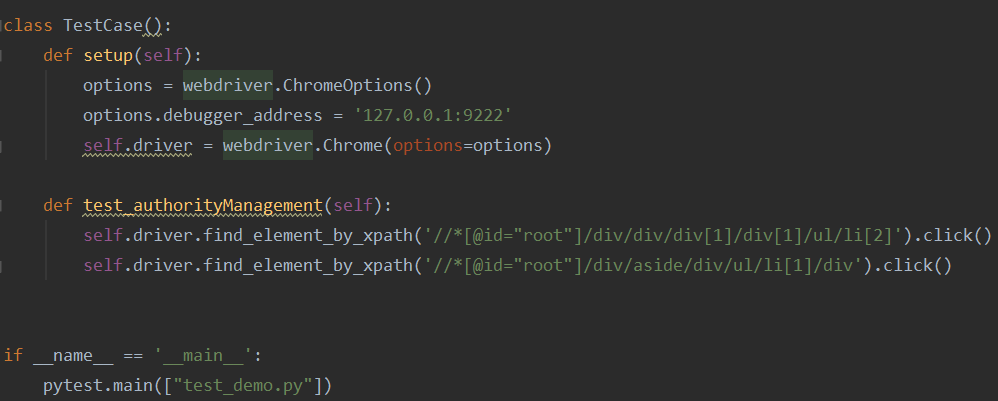 class TestCase():
    def setup(self):
        options = webdriver.ChromeOptions()
        options.debugger_address = '127.0.0.1:9222'
        self.driver = webdriver.Chrome(options=options)
    def test_authorityManagement(self):
        self.driver.find_element_by_xpath('//*[@id="root"]/div/div/div[1]/div[1]/ul/li[2]').click()
        self.driver.find_element_by_xpath('//*[@id="root"]/div/aside/div/ul/li[1]/div').click()
if __name__ == '__main__':
    pytest.main(["test_demo.py"])